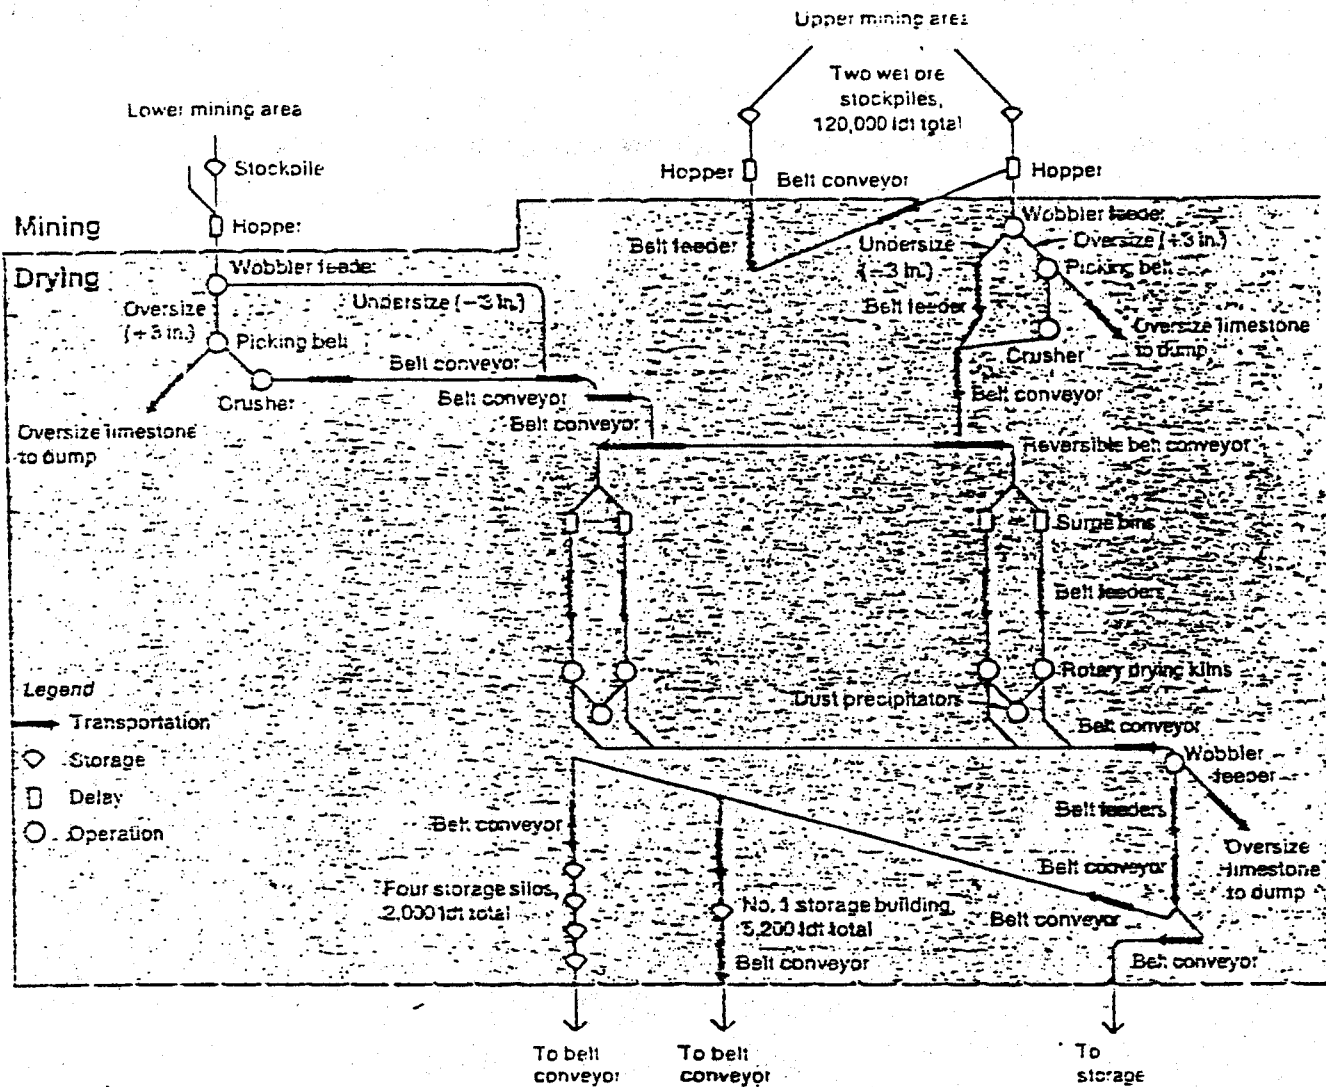 Upper mining area
Two wet ore
stockpiles,
120,000 ldt total
Lower mining area
Stockpile
Hopper
Belt conveyor
Hopper
Mining
Hopper
Wobbler feeder
Belt feeder
Undersize
(−3 in.)
Oversize (+3 in.)
Drying
Wobbler feeder
Picking belt
Undersize (−3 in.)
Oversize
(+3 in.)
Belt feeder
Picking belt
Oversize limestone
to dump
Crusher
Belt conveyor
Crusher
Belt conveyor
Belt conveyor
Belt conveyor
Oversize limestone
to dump
Reversible belt conveyor
Surge bins
Belt feeders
Rotary drying kilns
Legend
Dust precipitators
Transportation
Belt conveyor
Storage
Wobbler
feeder
Delay
Belt feeders
Operation
Belt conveyor
Oversize
limestone
to dump
Belt conveyor
Four storage silos,
2,000 ldt total
No. 1 storage building
,200 ldt total
Belt conveyor
Belt conveyor
Belt conveyor
To belt
conveyor
To belt
conveyor
To
storage